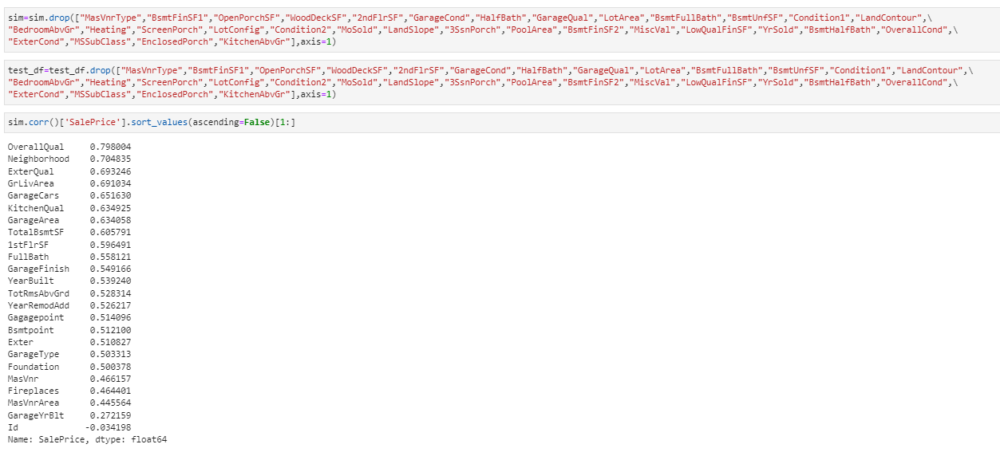 sim=sim.drop(["MasVnrType","BsmtFinSF1","OpenPorchSF","WoodDeckSF","2ndFlrSF","GarageCond","HalfBath","GarageQual","LotArea","BsmtFullBath","BsmtUnfSF","Condition1","LandContour",\
"BedroomAbvGr","Heating","ScreenPorch","LotConfig","Condition2","MoSold","LandSlope","3SsnPorch","PoolArea","BsmtFinSF2","MiscVal","LowQualFinSF","YrSold","BsmtHalfBath","OverallCond",\
"ExterCond","MSSubClass","EnclosedPorch","KitchenAbvGr"],axis=1)
test_df=test_df.drop(["MasVnrType","BsmtFinSF1","OpenPorchSF","WoodDeckSF","2ndFlrSF","GarageCond","HalfBath","GarageQual","LotArea","BsmtFullBath","BsmtUnfSF","Condition1","LandContour",\
"BedroomAbvGr","Heating","ScreenPorch","LotConfig","Condition2","MoSold","LandSlope","3SsnPorch","PoolArea","BsmtFinSF2","MiscVal","LowQualFinSF","YrSold","BsmtHalfBath","OverallCond",\
"ExterCond","MSSubClass","EnclosedPorch","KitchenAbvGr"],axis=1)
sim.corr()['SalePrice'].sort_values(ascending=False)[1:]
OverallQual 0.798004
Neighborhood 0.704835
ExterQual 0.693246
GrLivArea 0.691034
GarageCars 0.651630
KitchenQual 0.634925
GarageArea 0.634058
TotalBsmtSF 0.605791
1stFlrSF 0.596491
FullBath 0.558121
GarageFinish 0.549166
YearBuilt 0.539240
TotRmsAbvGrd 0.528314
YearRemodAdd 0.526217
Gagagepoint 0.514096
Bsmtpoint 0.512100
Exter 0.510827
GarageType 0.503313
Foundation 0.500378
MasVnr 0.466157
Fireplaces 0.464401
MasVnrArea 0.445564
GarageYrBlt 0.272159
Id -0.034198
Name: SalePrice, dtype: float64